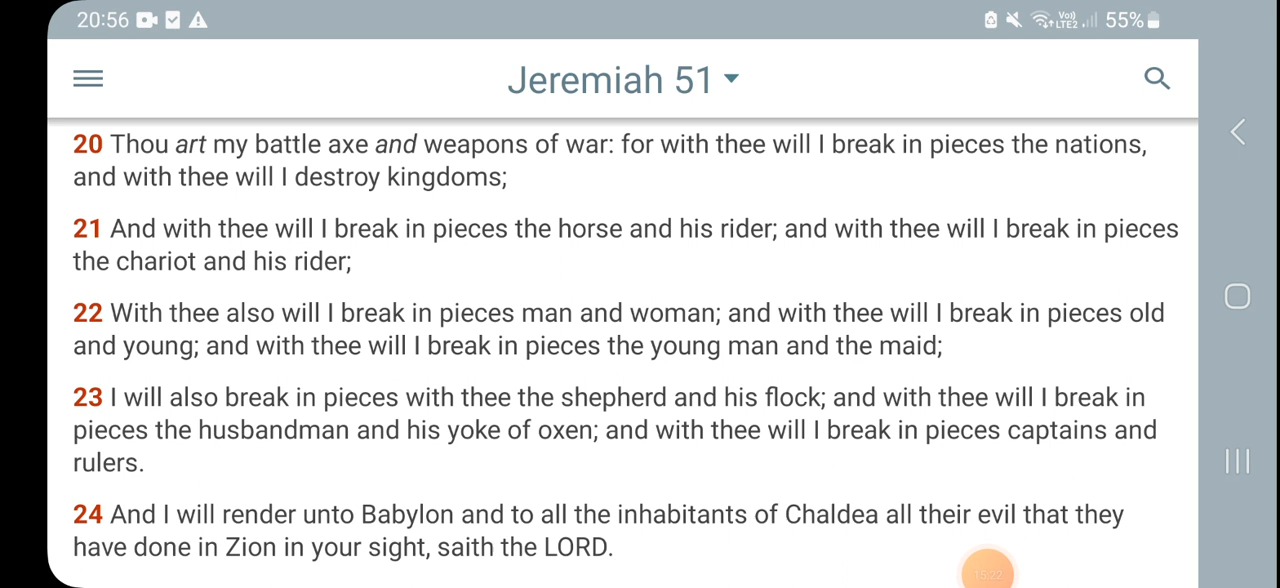 20:56
Vo)) LTE2 55%
Jeremiah 51
20 Thou art my battle axe and weapons of war: for with thee will I break in pieces the nations,
and with thee will I destroy kingdoms;
21 And with thee will I break in pieces the horse and his rider; and with thee will I break in pieces
the chariot and his rider;
22 With thee also will I break in pieces man and woman; and with thee will I break in pieces old
and young; and with thee will I break in pieces the young man and the maid;
23 I will also break in pieces with thee the shepherd and his flock; and with thee will I break in
pieces the husbandman and his yoke of oxen; and with thee will I break in pieces captains and
rulers.
24 And I will render unto Babylon and to all the inhabitants of Chaldea all their evil that they
have done in Zion in your sight, saith the LORD.
15:22